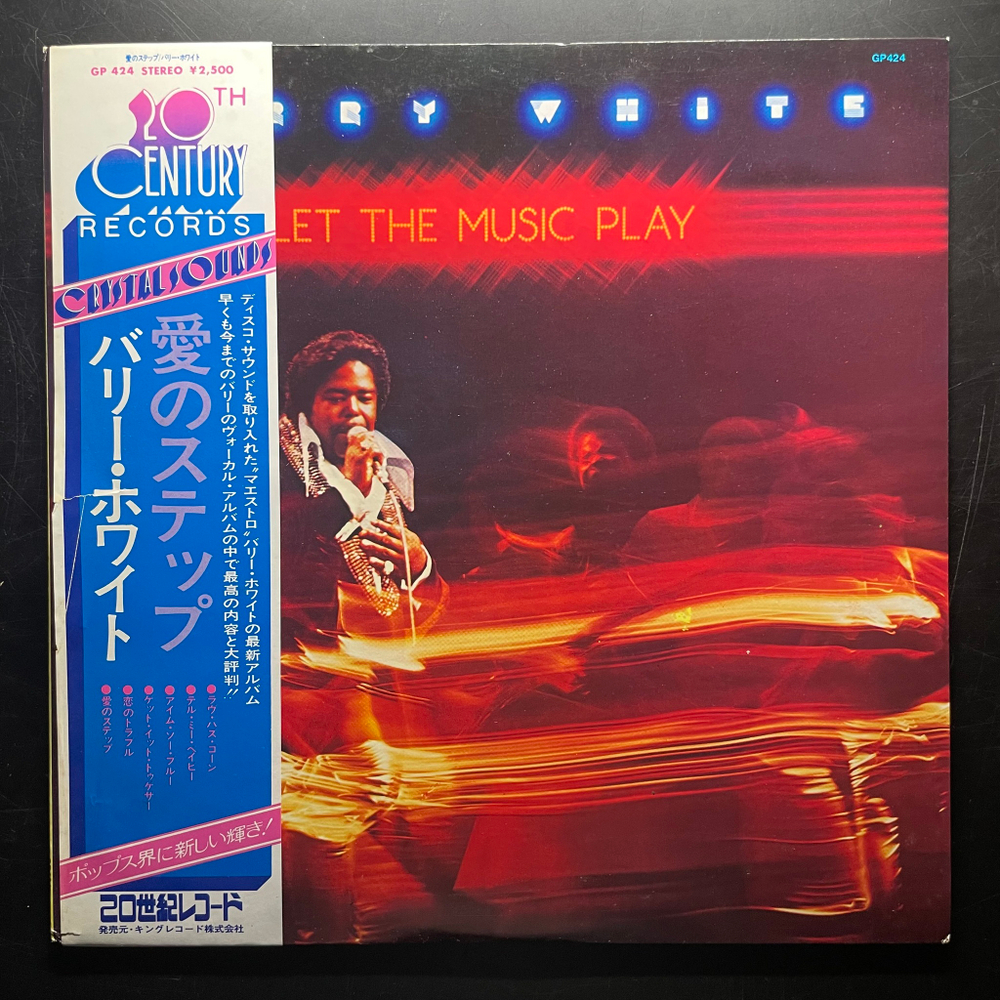 愛のステップ/バリー・ホワイト
GP 424 STEREO ¥2,500
20TH
CENTURY
RECORDS
CRYSTAL SOUNDS
愛のステップ
バリー・ホワイト
ディスコ・サウンドを取り入れた"マエストロ"バリー・ホワイトの最新アルバム
早くも今までのバリーのヴォーカル・アルバムの中で最高の内容と大評判!!
●ラヴ・ハス・ゴーン
●テル・ミー・ベイビー
●アイム・ソー・ブルー
●ゲット・イット・トゥゲザー
●恋のトラブル
●愛のステップ
ポップス界に新しい輝き!
20世紀レコード
発売元・キングレコード株式会社
GP424
RRY WHITE
LET THE MUSIC PLAY